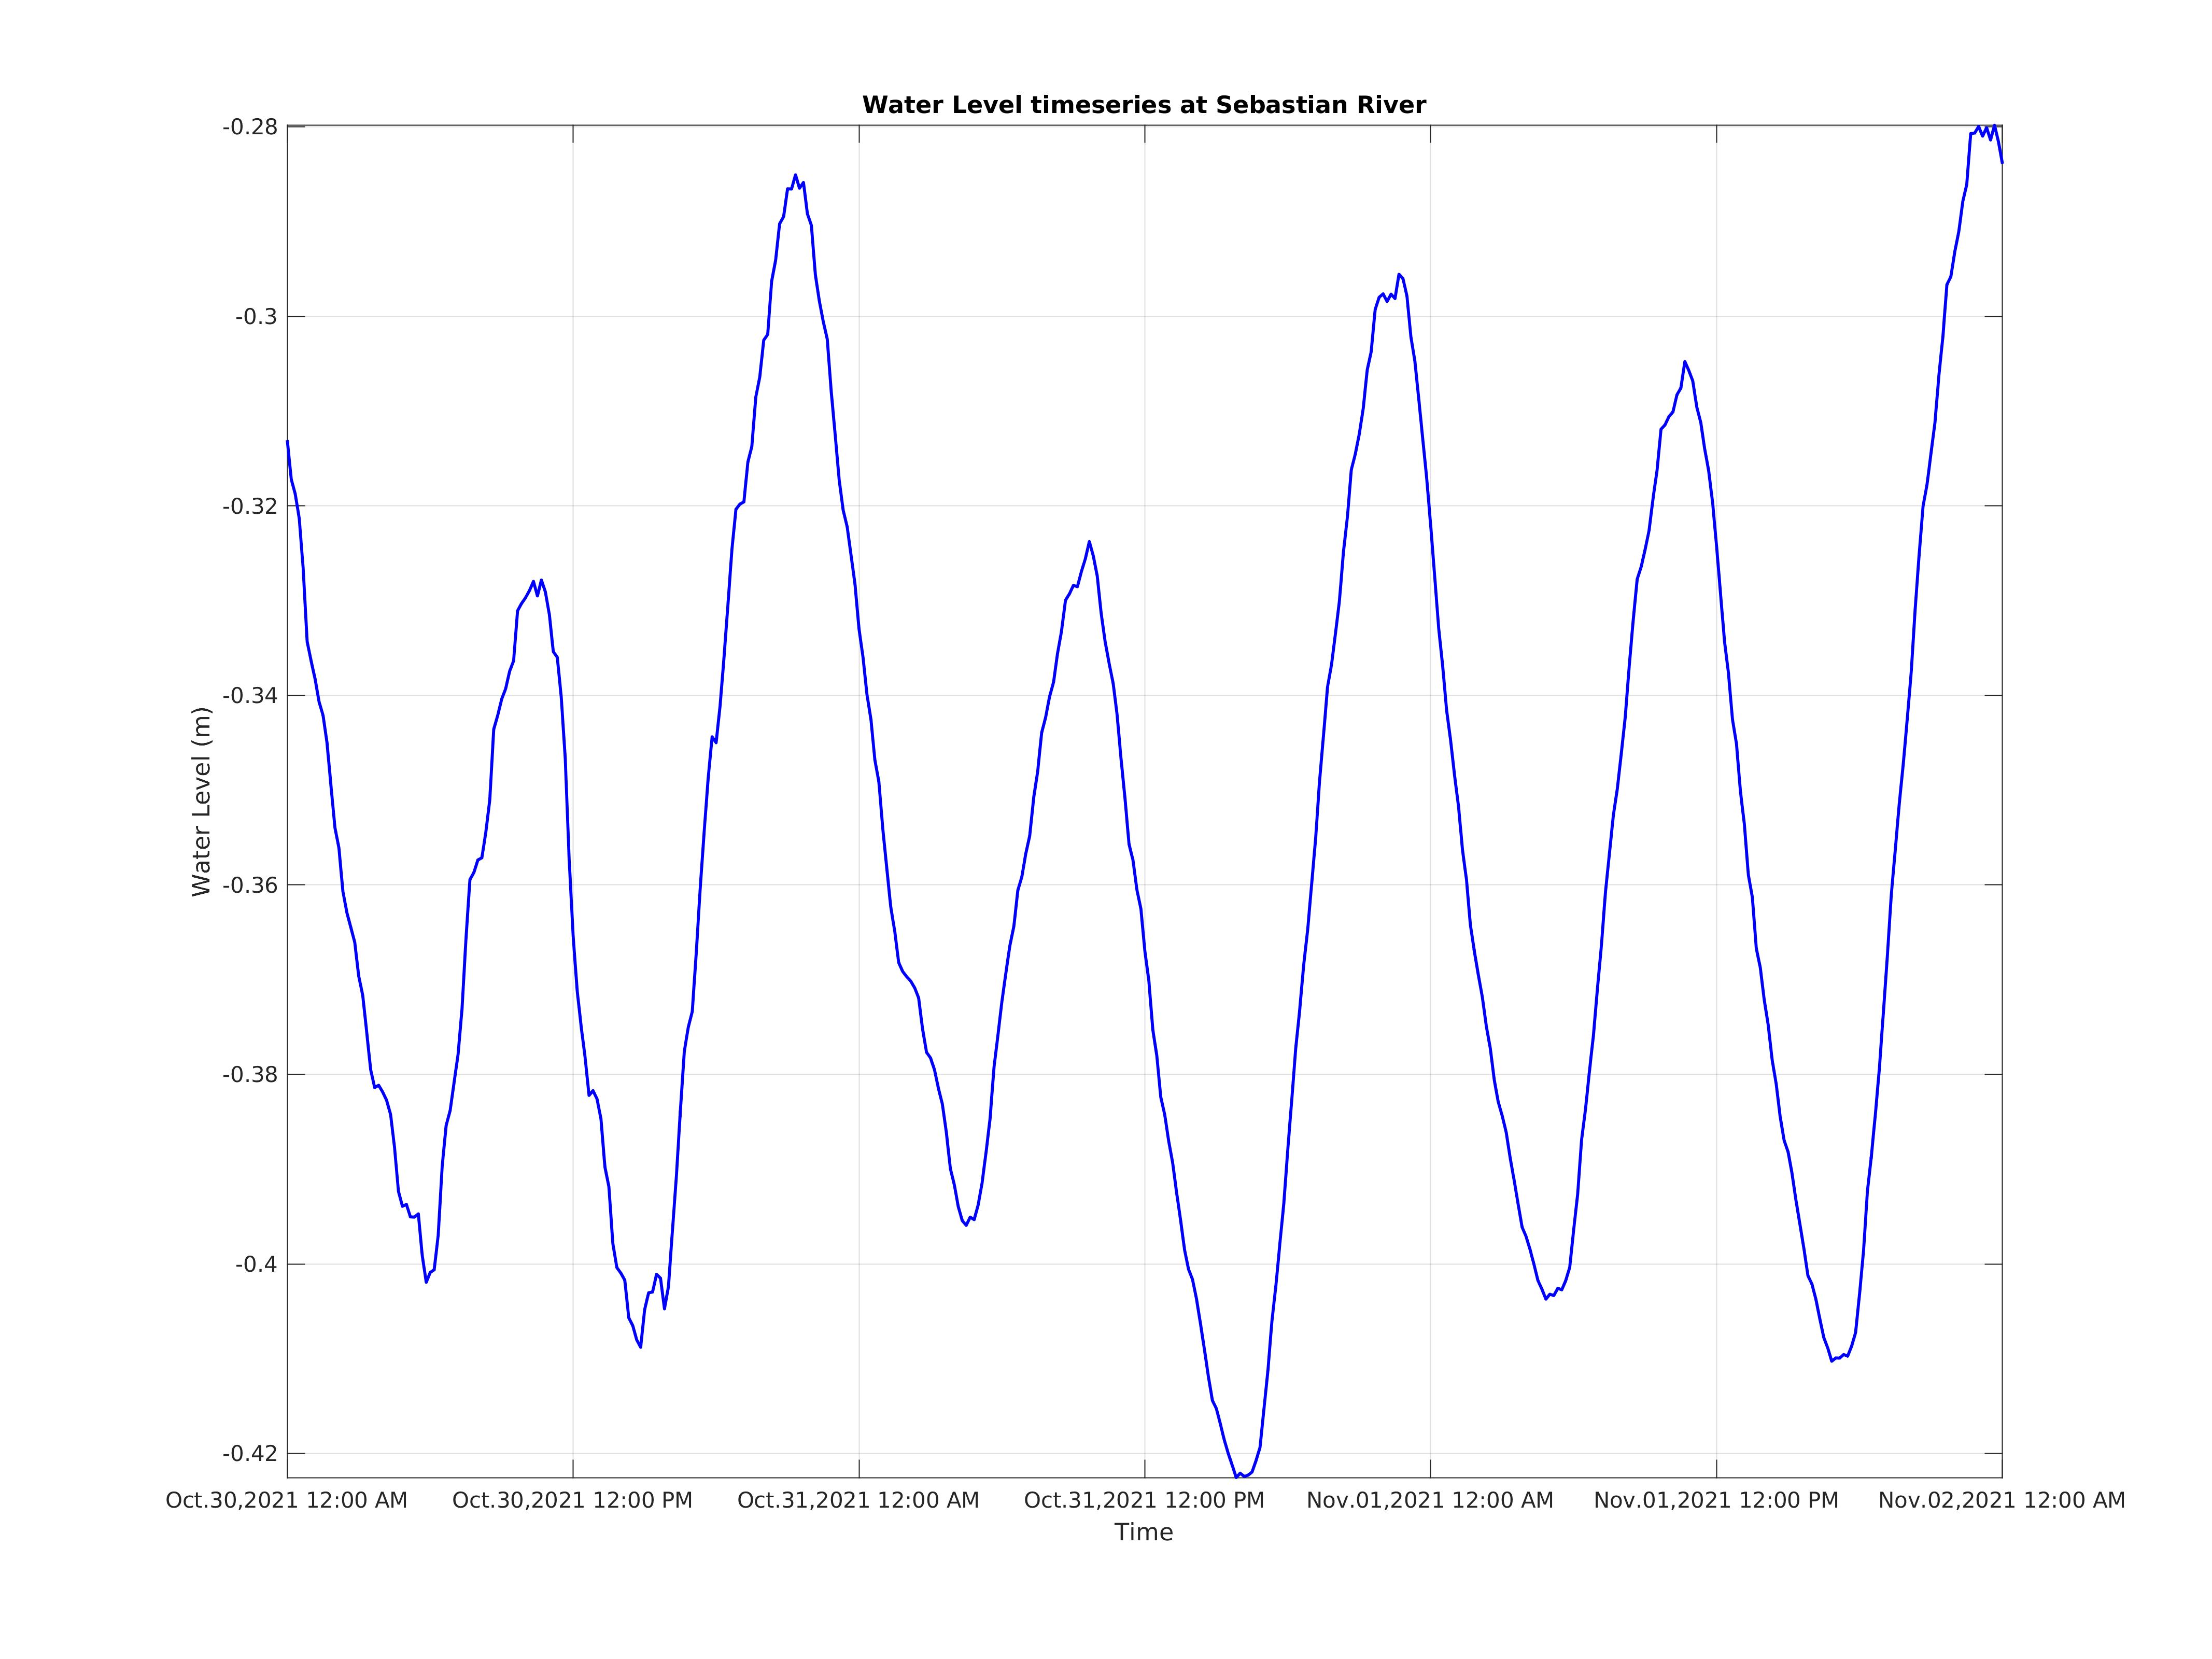 Water Level timeseries at Sebastian River
-0.28
-0.3
-0.32
-0.34
-0.36
-0.38
-0.4
-0.42
Water Level (m)
Oct.30,2021 12:00 AM
Oct.30,2021 12:00 PM
Oct.31,2021 12:00 AM
Oct.31,2021 12:00 PM
Nov.01,2021 12:00 AM
Nov.01,2021 12:00 PM
Nov.02,2021 12:00 AM
Time